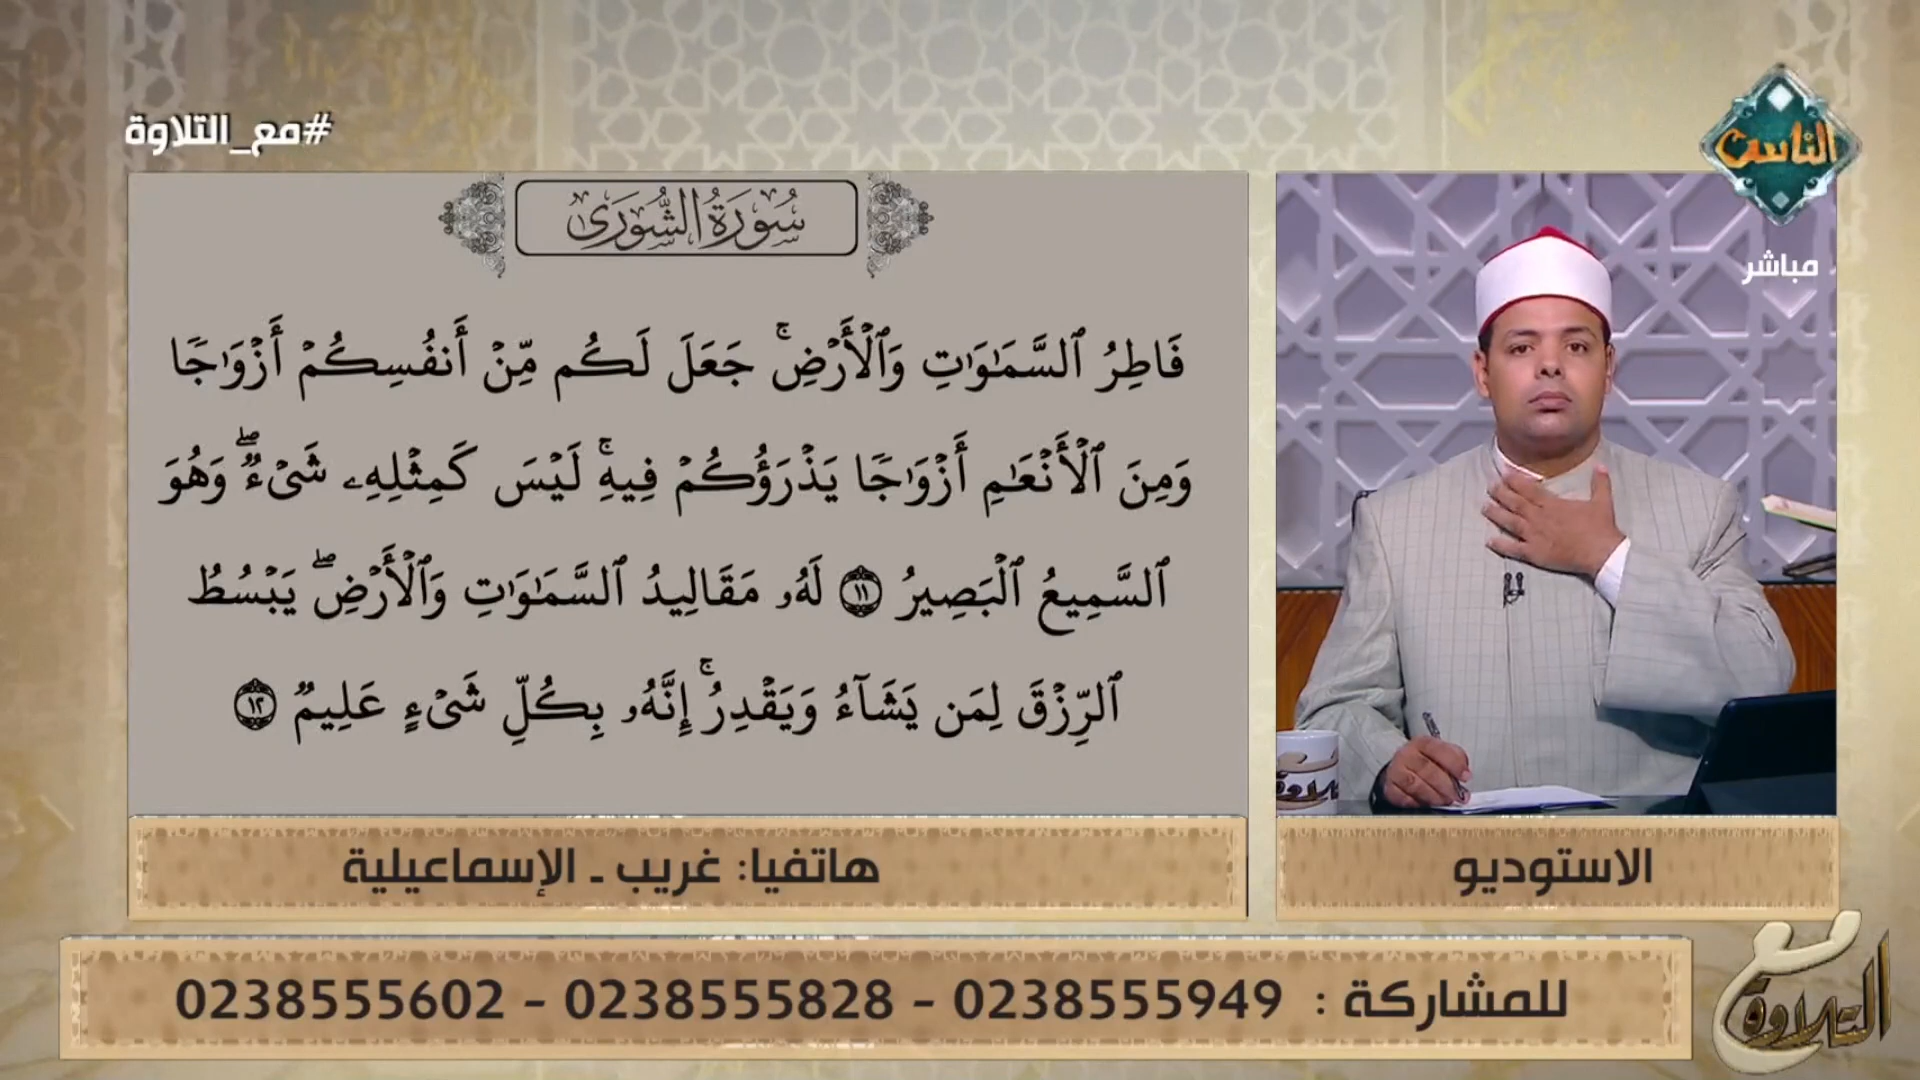 #مع_التلاوة
الناس
مباشر
سُورَةُ الشُّورَىٰ
فَاطِرُ ٱلسَّمَٰوَٰتِ وَٱلْأَرْضِۚ جَعَلَ لَكُم مِّنْ أَنفُسِكُمْ أَزْوَٰجًا
وَمِنَ ٱلْأَنْعَٰمِ أَزْوَٰجًا يَذْرَؤُكُمْ فِيهِۚ لَيْسَ كَمِثْلِهِۦ شَىْءٌۖ وَهُوَ
ٱلسَّمِيعُ ٱلْبَصِيرُ ١١ لَهُۥ مَقَالِيدُ ٱلسَّمَٰوَٰتِ وَٱلْأَرْضِۖ يَبْسُطُ
ٱلرِّزْقَ لِمَن يَشَآءُ وَيَقْدِرُۚ إِنَّهُۥ بِكُلِّ شَىْءٍ عَلِيمٌ ١٢
الاستوديو
هاتفيا: غريب ـ الإسماعيلية
للمشاركة : 0238555949 - 0238555828 - 0238555602
مع التلاوة